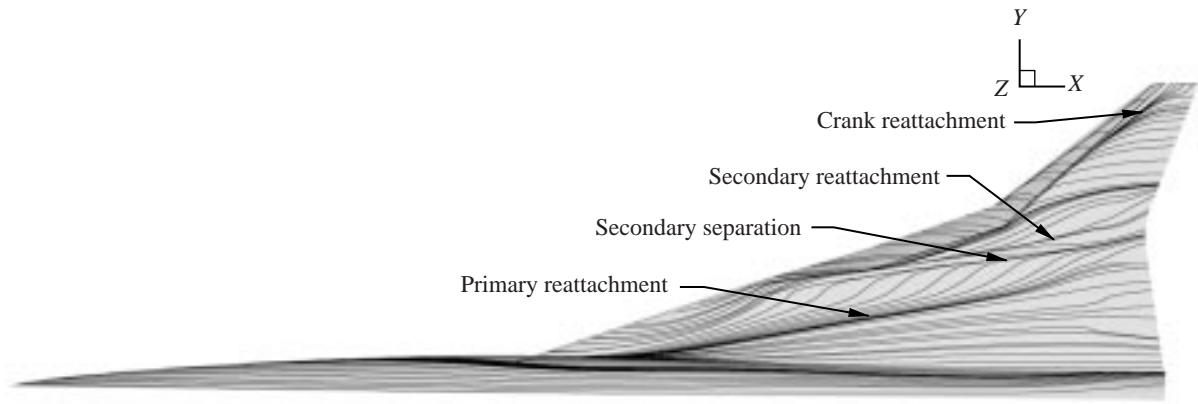 Y
Z
X
Crank reattachment
Secondary reattachment
Secondary separation
Primary reattachment